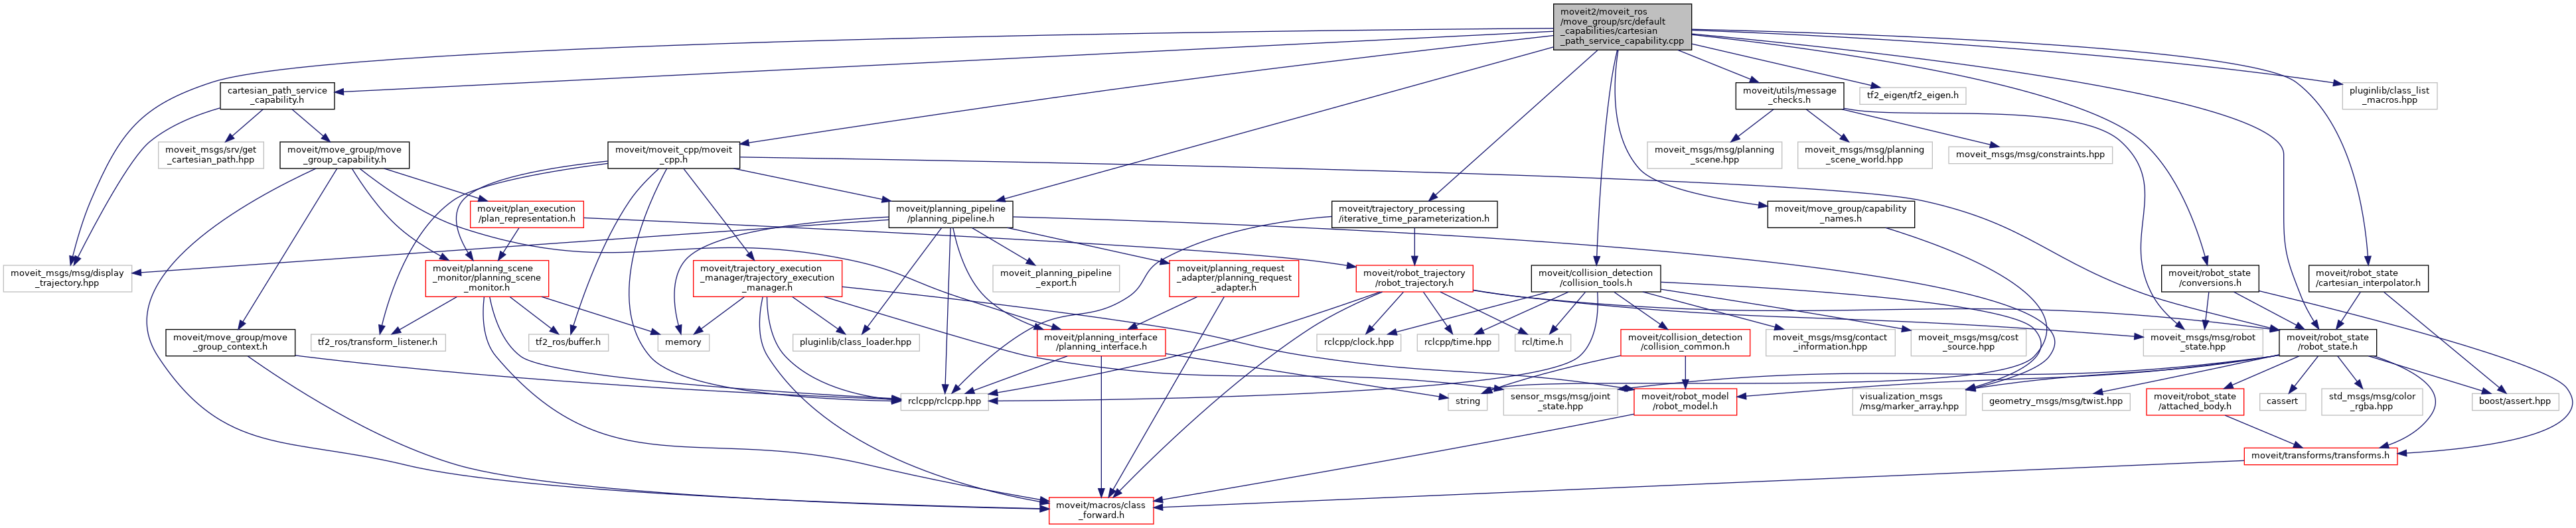 moveit2/moveit_ros
/move_group/src/default
_capabilities/cartesian
_path_service_capability.cpp
cartesian_path_service
_capability.h
moveit/utils/message
_checks.h
tf2_eigen/tf2_eigen.h
pluginlib/class_list
_macros.hpp
moveit_msgs/srv/get
_cartesian_path.hpp
moveit/move_group/move
_group_capability.h
moveit/moveit_cpp/moveit
_cpp.h
moveit_msgs/msg/planning
_scene.hpp
moveit_msgs/msg/planning
_scene_world.hpp
moveit_msgs/msg/constraints.hpp
moveit/plan_execution
/plan_representation.h
moveit/planning_pipeline
/planning_pipeline.h
moveit/trajectory_processing
/iterative_time_parameterization.h
moveit/move_group/capability
_names.h
moveit_msgs/msg/display
_trajectory.hpp
moveit/planning_scene
_monitor/planning_scene
_monitor.h
moveit/trajectory_execution
_manager/trajectory_execution
_manager.h
moveit_planning_pipeline
_export.h
moveit/planning_request
_adapter/planning_request
_adapter.h
moveit/robot_trajectory
/robot_trajectory.h
moveit/collision_detection
/collision_tools.h
moveit/robot_state
/conversions.h
moveit/robot_state
/cartesian_interpolator.h
moveit/move_group/move
_group_context.h
tf2_ros/transform_listener.h
tf2_ros/buffer.h
memory
pluginlib/class_loader.hpp
moveit/planning_interface
/planning_interface.h
rclcpp/clock.hpp
rclcpp/time.hpp
rcl/time.h
moveit/collision_detection
/collision_common.h
moveit_msgs/msg/contact
_information.hpp
moveit_msgs/msg/cost
_source.hpp
moveit_msgs/msg/robot
_state.hpp
moveit/robot_state
/robot_state.h
rclcpp/rclcpp.hpp
string
sensor_msgs/msg/joint
_state.hpp
moveit/robot_model
/robot_model.h
visualization_msgs
/msg/marker_array.hpp
geometry_msgs/msg/twist.hpp
moveit/robot_state
/attached_body.h
cassert
std_msgs/msg/color
_rgba.hpp
boost/assert.hpp
moveit/transforms/transforms.h
moveit/macros/class
_forward.h